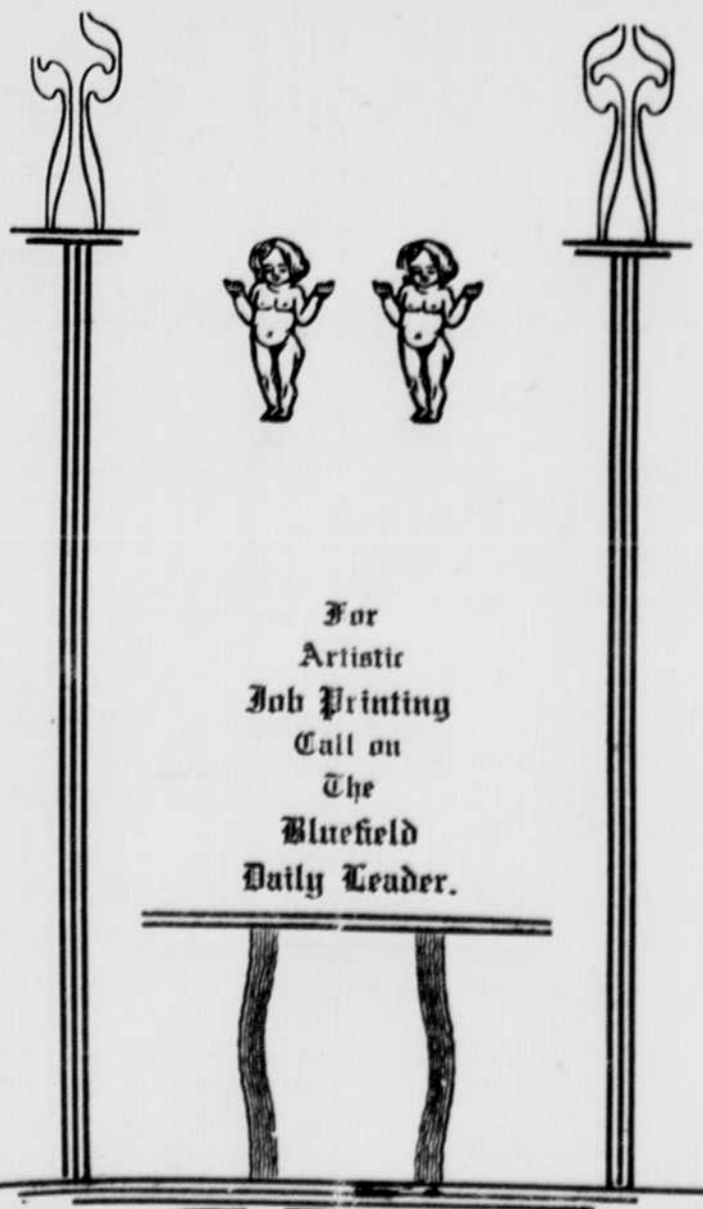 For
Artistic
Job Printing
Call on
The
Bluefield
Daily Leader.